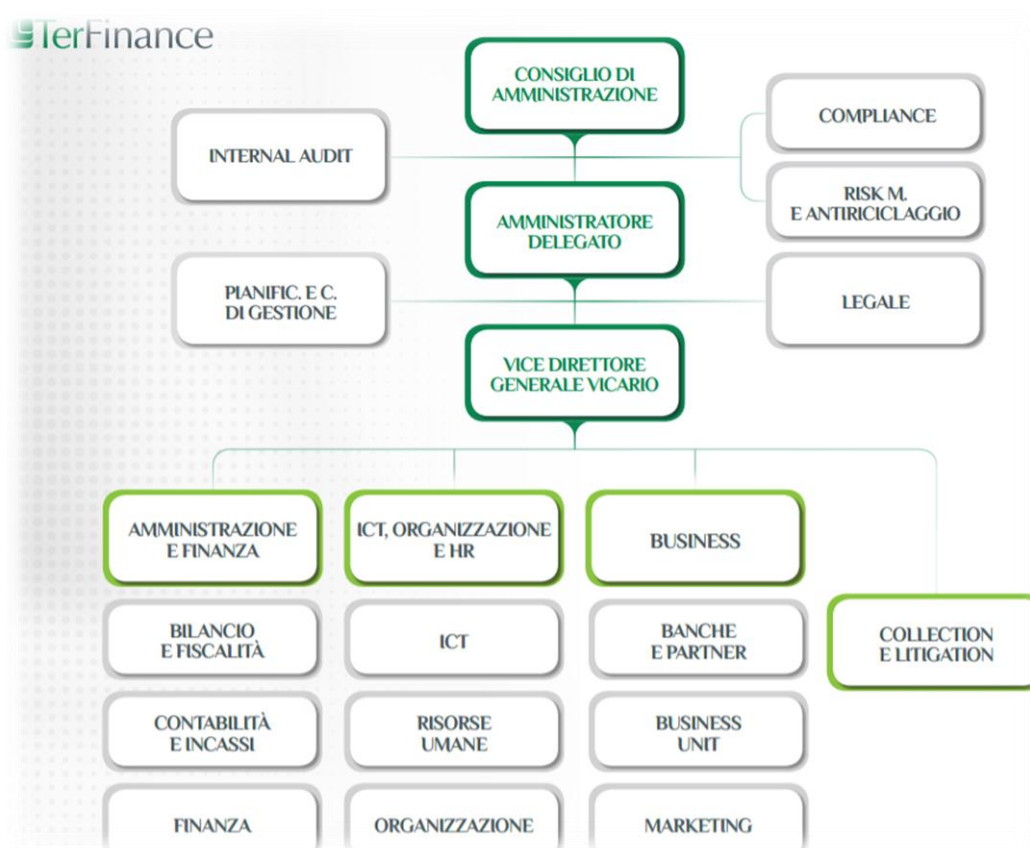 TerFinance
CONSIGLIO DI
AMMINISTRAZIONE
INTERNAL AUDIT
COMPLIANCE
RISK M.
E ANTIRICICLAGGIO
AMMINISTRATORE
DELEGATO
PIANIFIC. E C.
DI GESTIONE
LEGALE
VICE DIRETTORE
GENERALE VICARIO
AMMINISTRAZIONE
E FINANZA
ICT, ORGANIZZAZIONE
E HR
BUSINESS
BILANCIO
E FISCALITÀ
ICT
BANCHE
E PARTNER
COLLECTION
E LITIGATION
CONTABILITÀ
E INCASSI
RISORSE
UMANE
BUSINESS
UNIT
FINANZA
ORGANIZZAZIONE
MARKETING